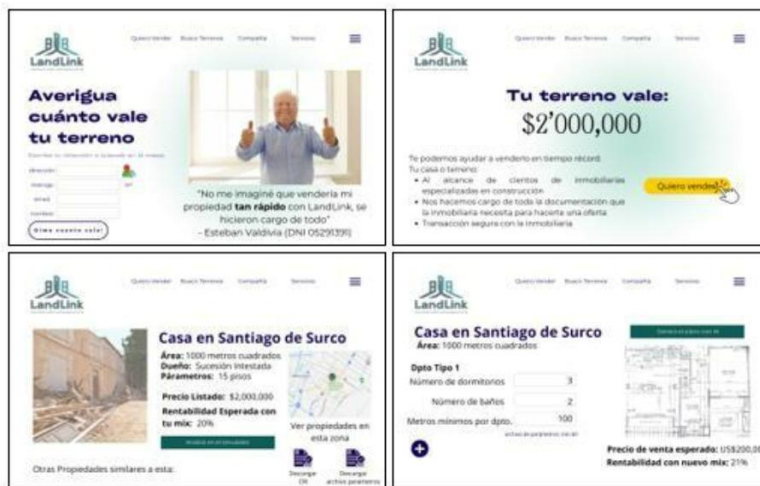 LandLink
Quiero Vender Busco Terrenos Compañía Servicios
Averigua
cuánto vale
tu terreno
dirección
m²
email
nombre
Dime cuanto vale!
"No me imaginé que vendería mi
propiedad tan rápido con LandLink, se
hicieron cargo de todo"
- Esteban Valdivia (DNI 05291391)
LandLink
Quiero Vender Busco Terrenos Compañía Servicios
Tu terreno vale:
$2'000,000
Te podemos ayudar a venderlo en tiempo récord.
Tu casa o terreno:
• Al alcance de cientos de inmobiliarias
especializadas en construcción
• Nos hacemos cargo de toda la documentación que
la inmobiliaria necesita para hacerte una oferta
• Transacción segura con la inmobiliaria
Quiero vender
LandLink
Quiero Vender Busco Terrenos Compañía Servicios
Casa en Santiago de Surco
Área: 1000 metros cuadrados
Dueño: Sucesión Intestada
Párametros: 15 pisos
Precio Listado: $2,000,000
Rentabilidad Esperada con
tu mix: 20%
Ver propiedades en
esta zona
Descargar
CRI
Descargar
archivo parámetros
Otras Propiedades similares a esta:
LandLink
Quiero Vender Busco Terrenos Compañía Servicios
Casa en Santiago de Surco
Área: 1000 metros cuadrados
Dpto Tipo 1
Número de dormitorios 3
Número de baños 2
Metros mínimos por dpto. 100
Precio de venta esperado: US$200,00
Rentabilidad con nuevo mix: 21%